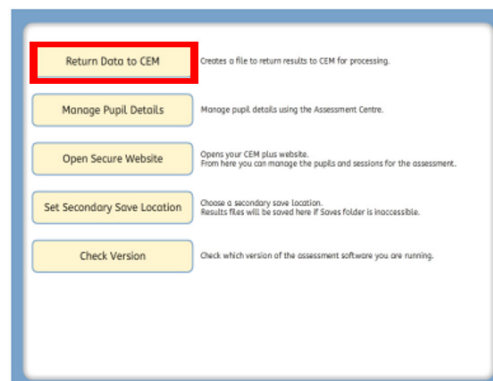 Return Data to CEM
Creates a file to return results to CEM for processing.
Manage Pupil Details
Manage pupil details using the Assessment Centre.
Open Secure Website
Opens your CEM plus website.
From here you can manage the pupils and sessions for the assessment.
Set Secondary Save Location
Choose a secondary save location.
Results files will be saved here if Saves folder is inaccessible.
Check Version
Check which version of the assessment software you are running.